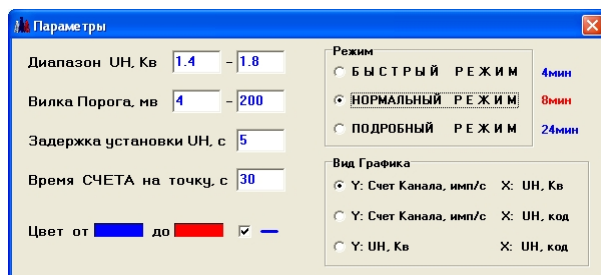 Параметры
Диапазон UH, Кв 1.4 – 1.8
Вилка Порога, мв 4 – 200
Задержка установки UH, с 5
Время СЧЕТА на точку, с 30
Цвет от до
Режим
БЫСТРЫЙ РЕЖИМ 4мин
НОРМАЛЬНЫЙ РЕЖИМ 8мин
ПОДРОБНЫЙ РЕЖИМ 24мин
Вид Графика
Y: Счет Канала, имп/с X: UH, Кв
Y: Счет Канала, имп/с X: UH, код
Y: UH, Кв X: UH, код